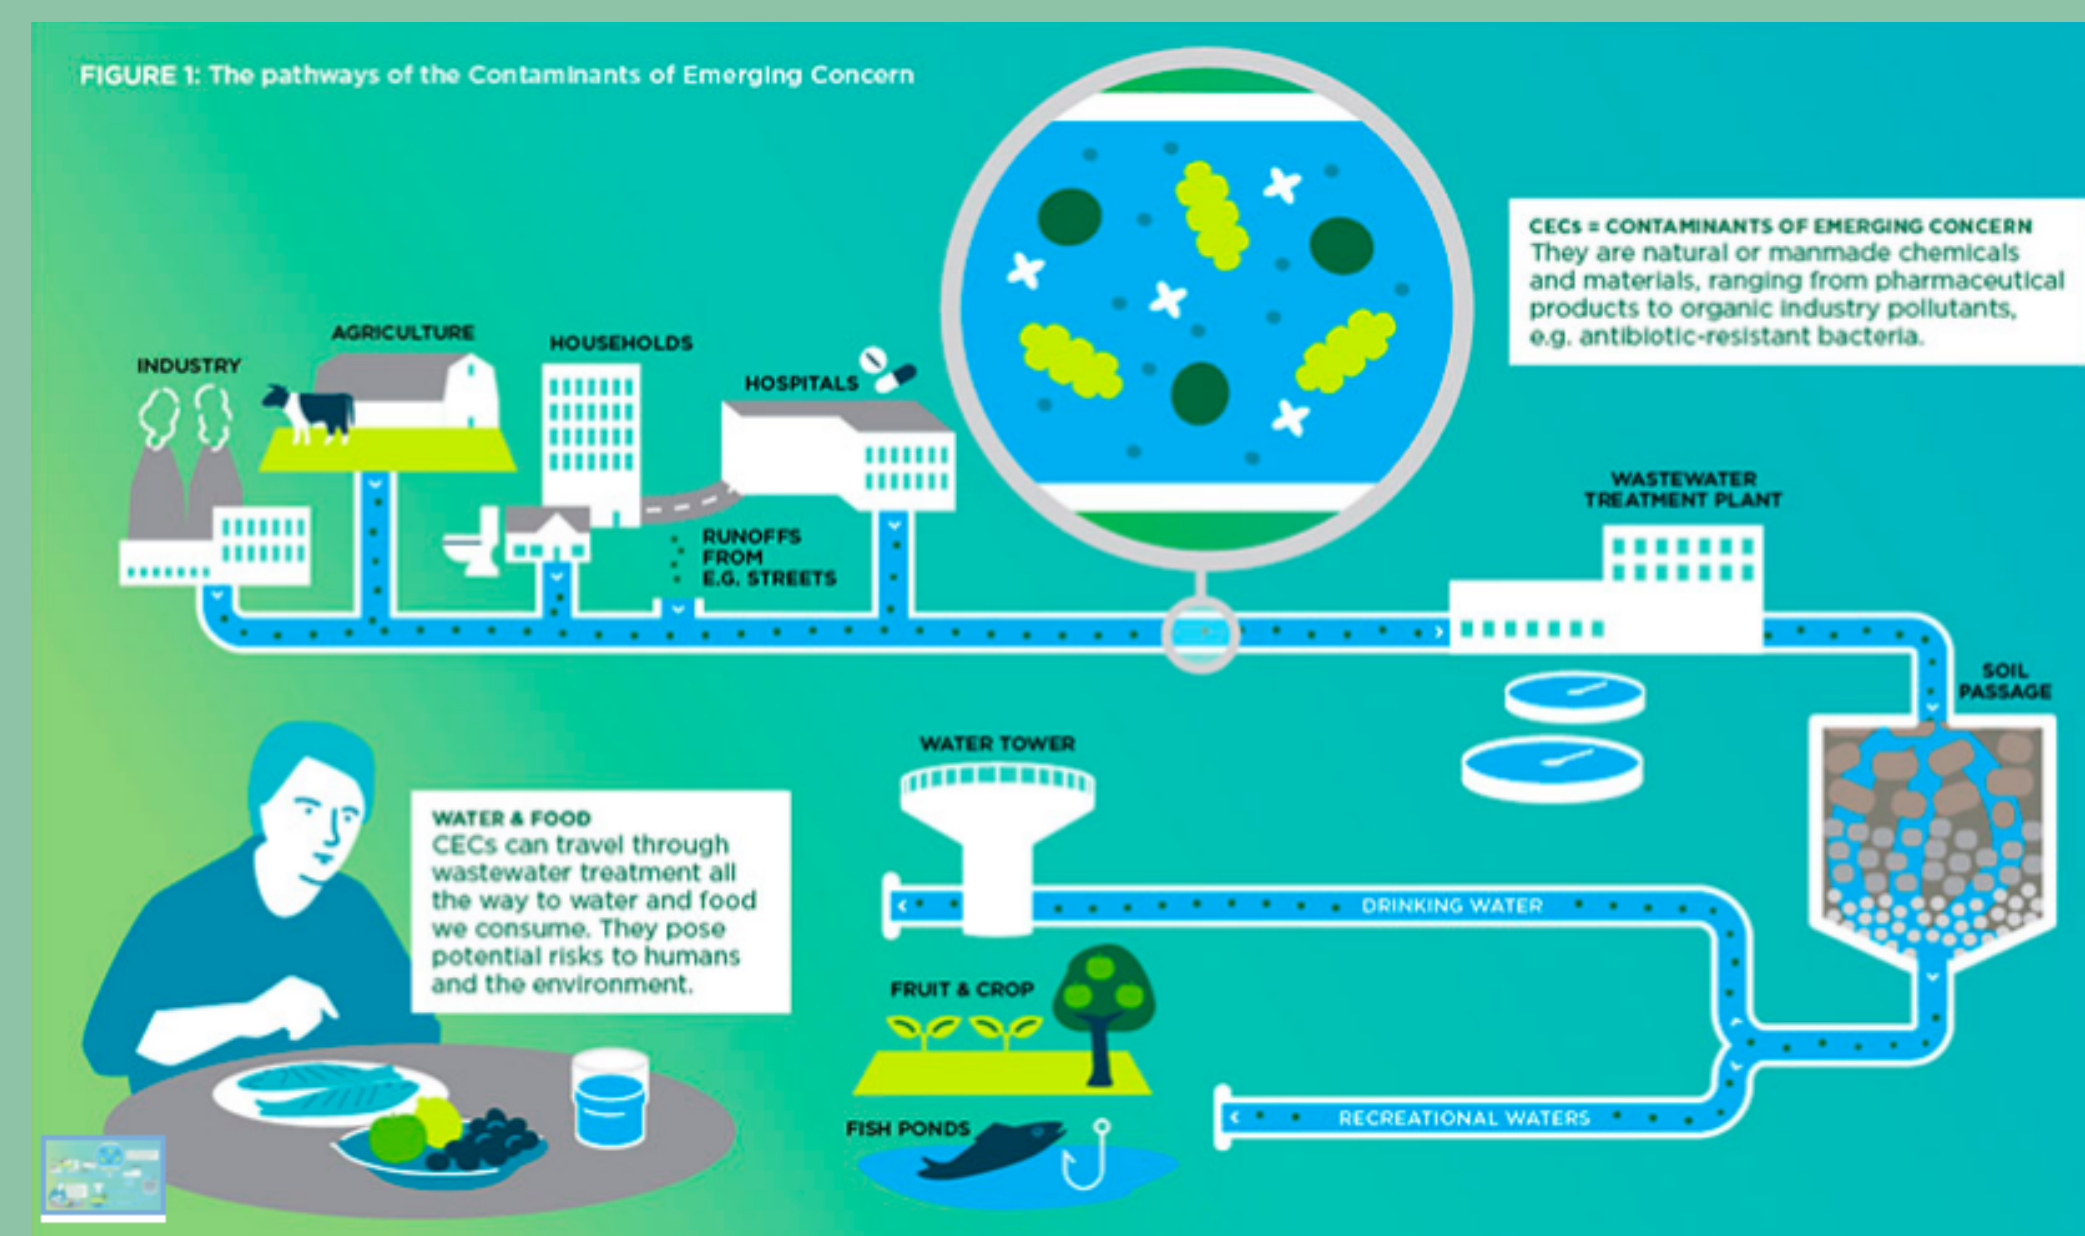 FIGURE 1: The pathways of the Contaminants of Emerging Concern
CECs = CONTAMINANTS OF EMERGING CONCERN
They are natural or manmade chemicals
and materials, ranging from pharmaceutical
products to organic industry pollutants,
e.g. antibiotic-resistant bacteria.
INDUSTRY
AGRICULTURE
HOUSEHOLDS
HOSPITALS
RUNOFFS
FROM
E.G. STREETS
WASTEWATER
TREATMENT PLANT
SOIL
PASSAGE
WATER TOWER
WATER & FOOD
CECs can travel through
wastewater treatment all
the way to water and food
we consume. They pose
potential risks to humans
and the environment.
DRINKING WATER
FRUIT & CROP
FISH PONDS
RECREATIONAL WATERS